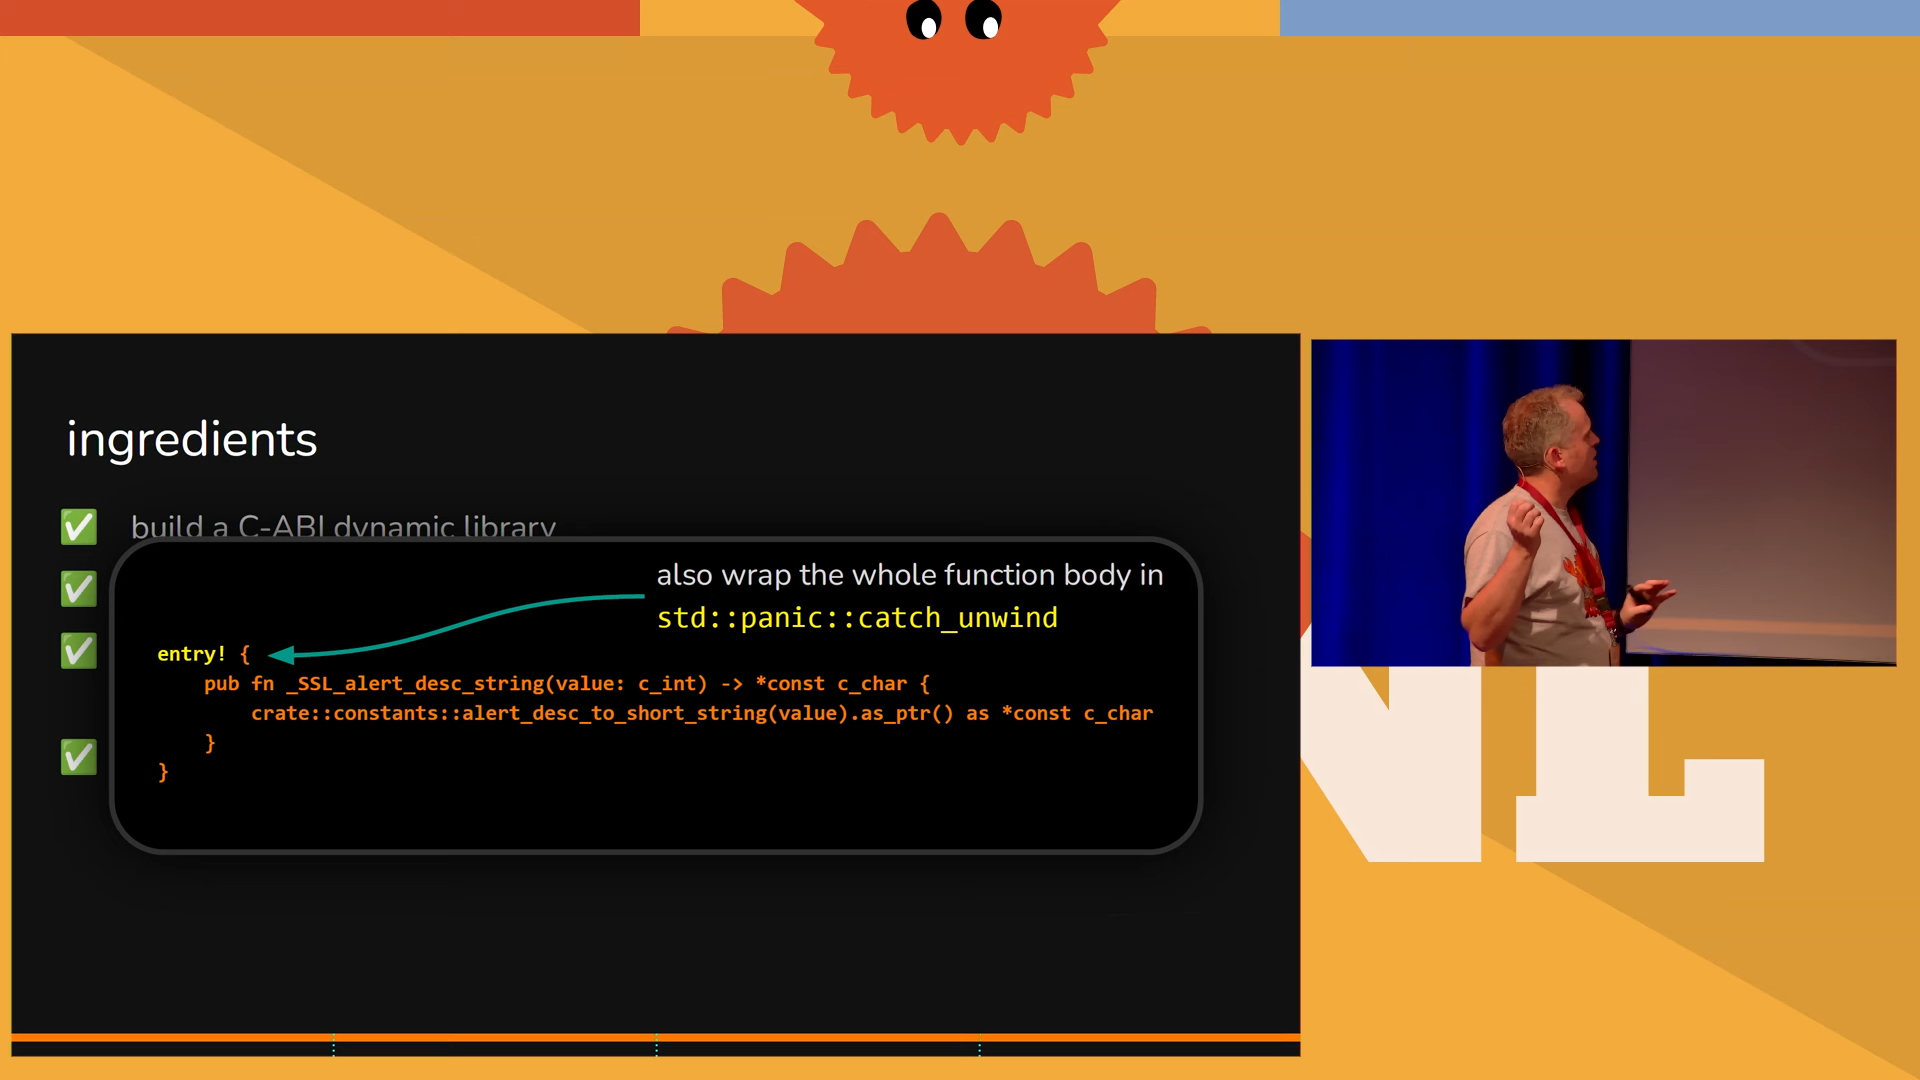 ingredients
✅ build a C-ABI dynamic library
✅
✅
✅
also wrap the whole function body in
std::panic::catch_unwind
entry! {
    pub fn _SSL_alert_desc_string(value: c_int) -> *const c_char {
        crate::constants::alert_desc_to_short_string(value).as_ptr() as *const c_char
    }
}
NL